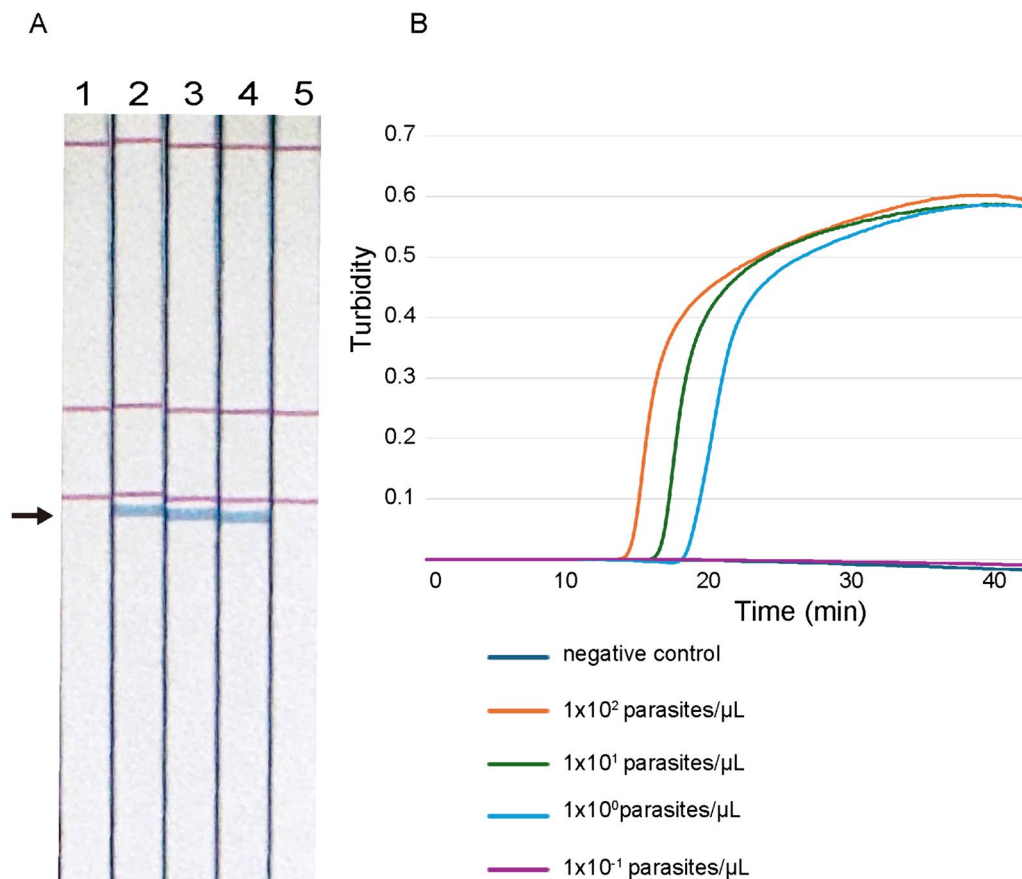 A
B
1 2 3 4 5
0.7
0.6
0.5
0.4
0.3
0.2
0.1
Turbidity
0 10 20 30 40
Time (min)
negative control
1x10² parasites/µL
1x10¹ parasites/µL
1x10⁰parasites/µL
1x10⁻¹ parasites/µL